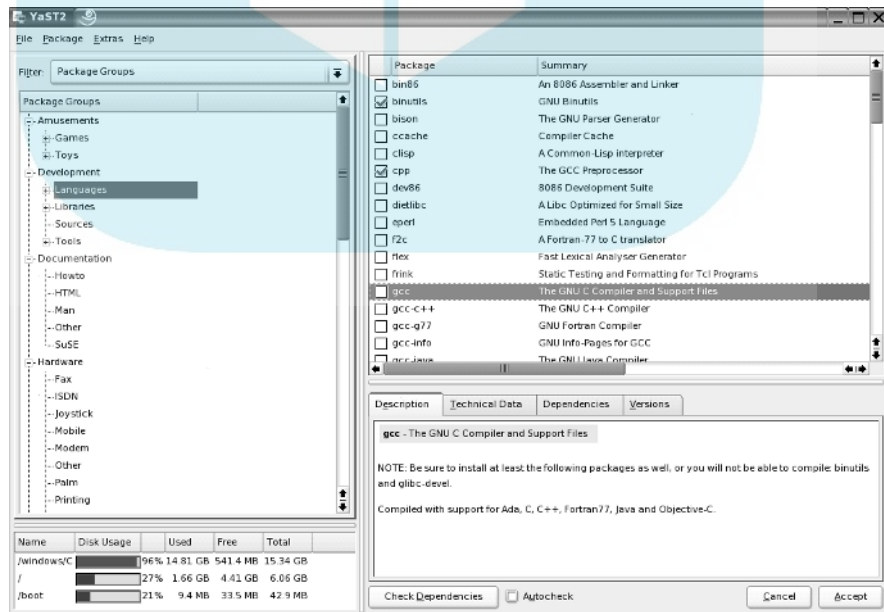 YaST2
File Package Extras Help
Filter: Package Groups
Package Groups
Amusements
Games
Toys
Development
Languages
Libraries
Sources
Tools
Documentation
Howto
HTML
Man
Other
SuSE
Hardware
Fax
ISDN
Joystick
Mobile
Modem
Other
Palm
Printing
Name Disk Usage Used Free Total
/windows/C 96% 14.81 GB 541.4 MB 15.34 GB
/ 27% 1.66 GB 4.41 GB 6.06 GB
/boot 21% 9.4 MB 33.5 MB 42.9 MB
Package Summary
bin86 An 8086 Assembler and Linker
binutils GNU Binutils
bison The GNU Parser Generator
ccache Compiler Cache
clisp A Common-Lisp interpreter
cpp The GCC Preprocessor
dev86 8086 Development Suite
dietlibc A Libc Optimized for Small Size
eperl Embedded Perl 5 Language
f2c A Fortran-77 to C translator
flex Fast Lexical Analyser Generator
frink Static Testing and Formatting for Tcl Programs
gcc The GNU C Compiler and Support Files
gcc-c++ The GNU C++ Compiler
gcc-g77 GNU Fortran Compiler
gcc-info GNU Info-Pages for GCC
gcc-java The GNU Java Compiler
Description Technical Data Dependencies Versions
gcc - The GNU C Compiler and Support Files
NOTE: Be sure to install at least the following packages as well, or you will not be able to compile: binutils
and glibc-devel.
Compiled with support for Ada, C, C++, Fortran77, Java and Objective-C.
Check Dependencies Autocheck Cancel Accept